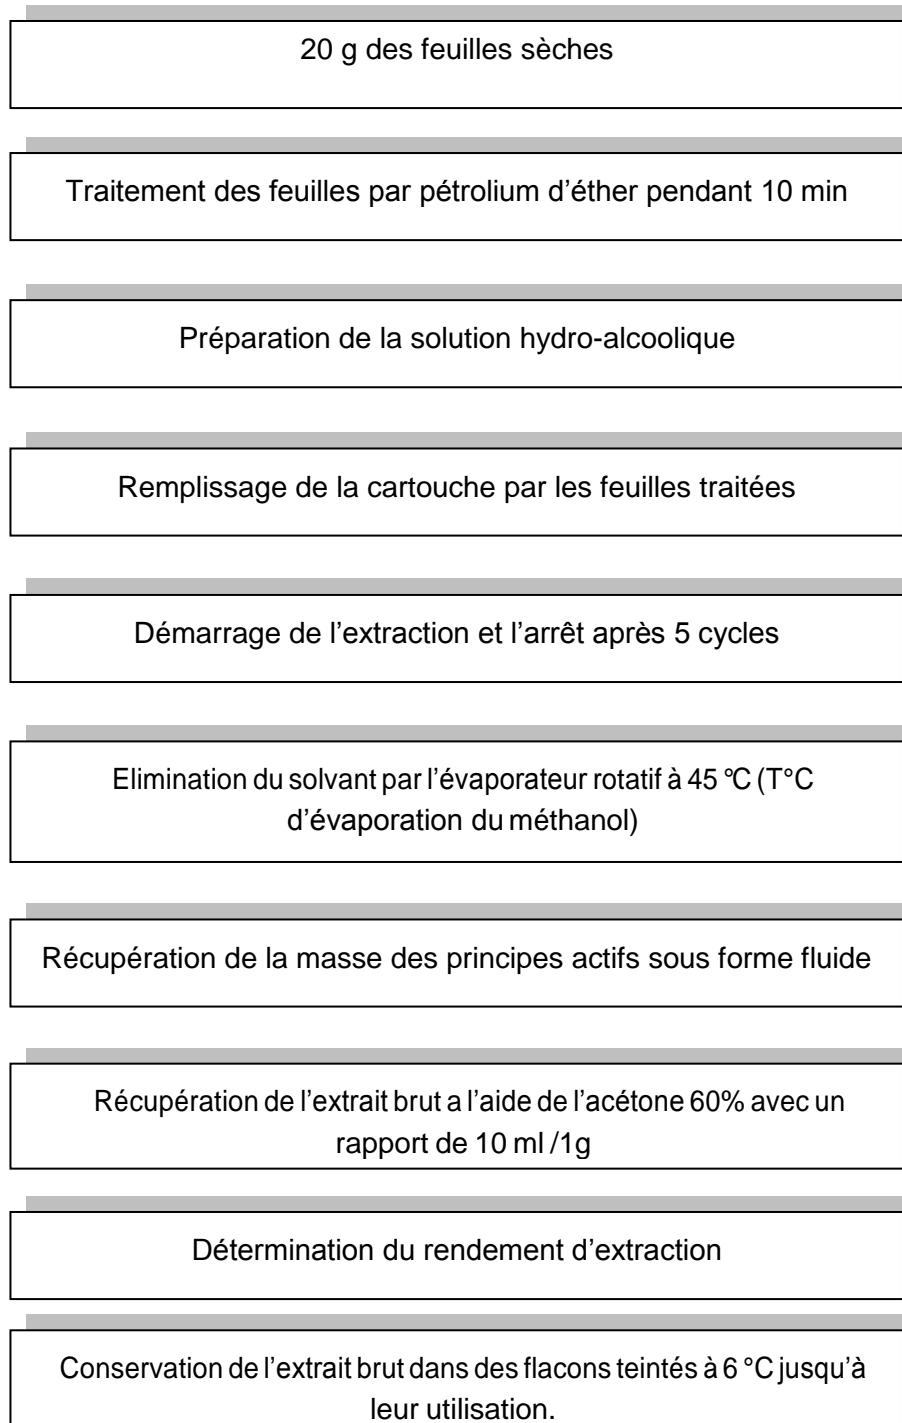 20 g des feuilles sèches
Traitement des feuilles par pétrolium d’éther pendant 10 min
Préparation de la solution hydro-alcoolique
Remplissage de la cartouche par les feuilles traitées
Démarrage de l’extraction et l’arrêt après 5 cycles
Elimination du solvant par l’évaporateur rotatif à 45 °C (T°C
d’évaporation du méthanol)
Récupération de la masse des principes actifs sous forme fluide
Récupération de l’extrait brut a l’aide de l’acétone 60% avec un
rapport de 10 ml /1g
Détermination du rendement d’extraction
Conservation de l’extrait brut dans des flacons teintés à 6 °C jusqu’à
leur utilisation.